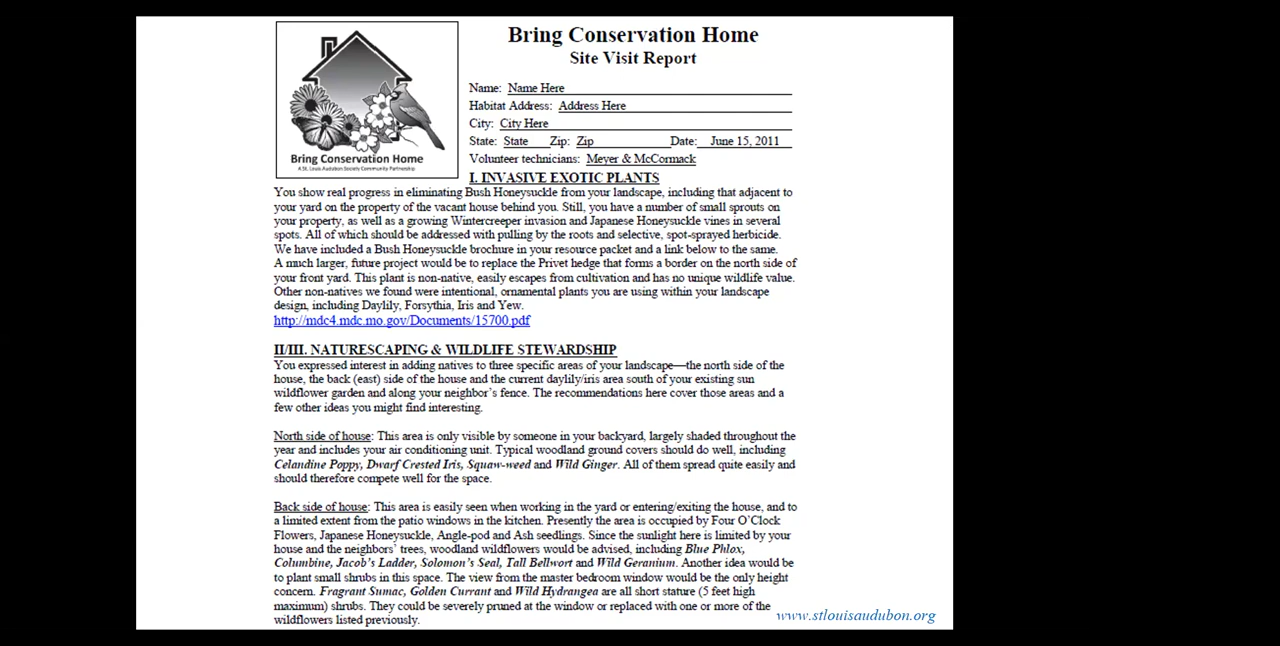 Bring Conservation Home
A St. Louis Audubon Society Community Partnership
Bring Conservation Home
Site Visit Report
Name: Name Here
Habitat Address: Address Here
City: City Here
State: State Zip: Zip Date: June 15, 2011
Volunteer technicians: Meyer & McCormack
I. INVASIVE EXOTIC PLANTS
You show real progress in eliminating Bush Honeysuckle from your landscape, including that adjacent to
your yard on the property of the vacant house behind you. Still, you have a number of small sprouts on
your property, as well as a growing Wintercreeper invasion and Japanese Honeysuckle vines in several
spots. All of which should be addressed with pulling by the roots and selective, spot-sprayed herbicide.
We have included a Bush Honeysuckle brochure in your resource packet and a link below to the same.
A much larger, future project would be to replace the Privet hedge that forms a border on the north side of
your front yard. This plant is non-native, easily escapes from cultivation and has no unique wildlife value.
Other non-natives we found were intentional, ornamental plants you are using within your landscape
design, including Daylily, Forsythia, Iris and Yew.
http://mdc4.mdc.mo.gov/Documents/15700.pdf
II/III. NATURESCAPING & WILDLIFE STEWARDSHIP
You expressed interest in adding natives to three specific areas of your landscape—the north side of the
house, the back (east) side of the house and the current daylily/iris area south of your existing sun
wildflower garden and along your neighbor's fence. The recommendations here cover those areas and a
few other ideas you might find interesting.
North side of house: This area is only visible by someone in your backyard, largely shaded throughout the
year and includes your air conditioning unit. Typical woodland ground covers should do well, including
Celandine Poppy, Dwarf Crested Iris, Squaw-weed and Wild Ginger. All of them spread quite easily and
should therefore compete well for the space.
Back side of house: This area is easily seen when working in the yard or entering/exiting the house, and to
a limited extent from the patio windows in the kitchen. Presently the area is occupied by Four O'Clock
Flowers, Japanese Honeysuckle, Angle-pod and Ash seedlings. Since the sunlight here is limited by your
house and the neighbors' trees, woodland wildflowers would be advised, including Blue Phlox,
Columbine, Jacob's Ladder, Solomon's Seal, Tall Bellwort and Wild Geranium. Another idea would be
to plant small shrubs in this space. The view from the master bedroom window would be the only height
concern. Fragrant Sumac, Golden Currant and Wild Hydrangea are all short stature (5 feet high
maximum) shrubs. They could be severely pruned at the window or replaced with one or more of the
wildflowers listed previously.
www.stlouisaudubon.org